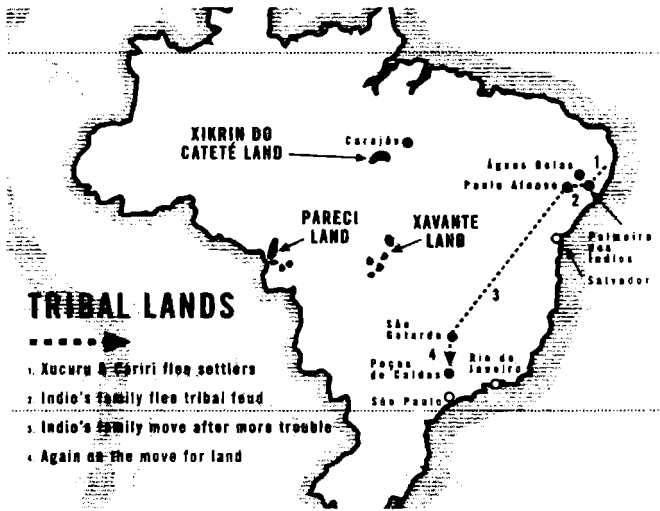 XIKRIN DO
CATETÉ LAND
Carajás
Águas Belas
1
Paulo Afonso
2
PARECI
LAND
XAVANTE
LAND
Palmeira
dos
Indios
Salvador
TRIBAL LANDS
3
São
Gotardo
4
Poços
de Caldas
Rio de
Janeiro
São Paulo
1. Xucuru & Cariri flee settlers
2. Indio's family flee tribal feud
3. Indio's family move after more trouble
4. Again on the move for land